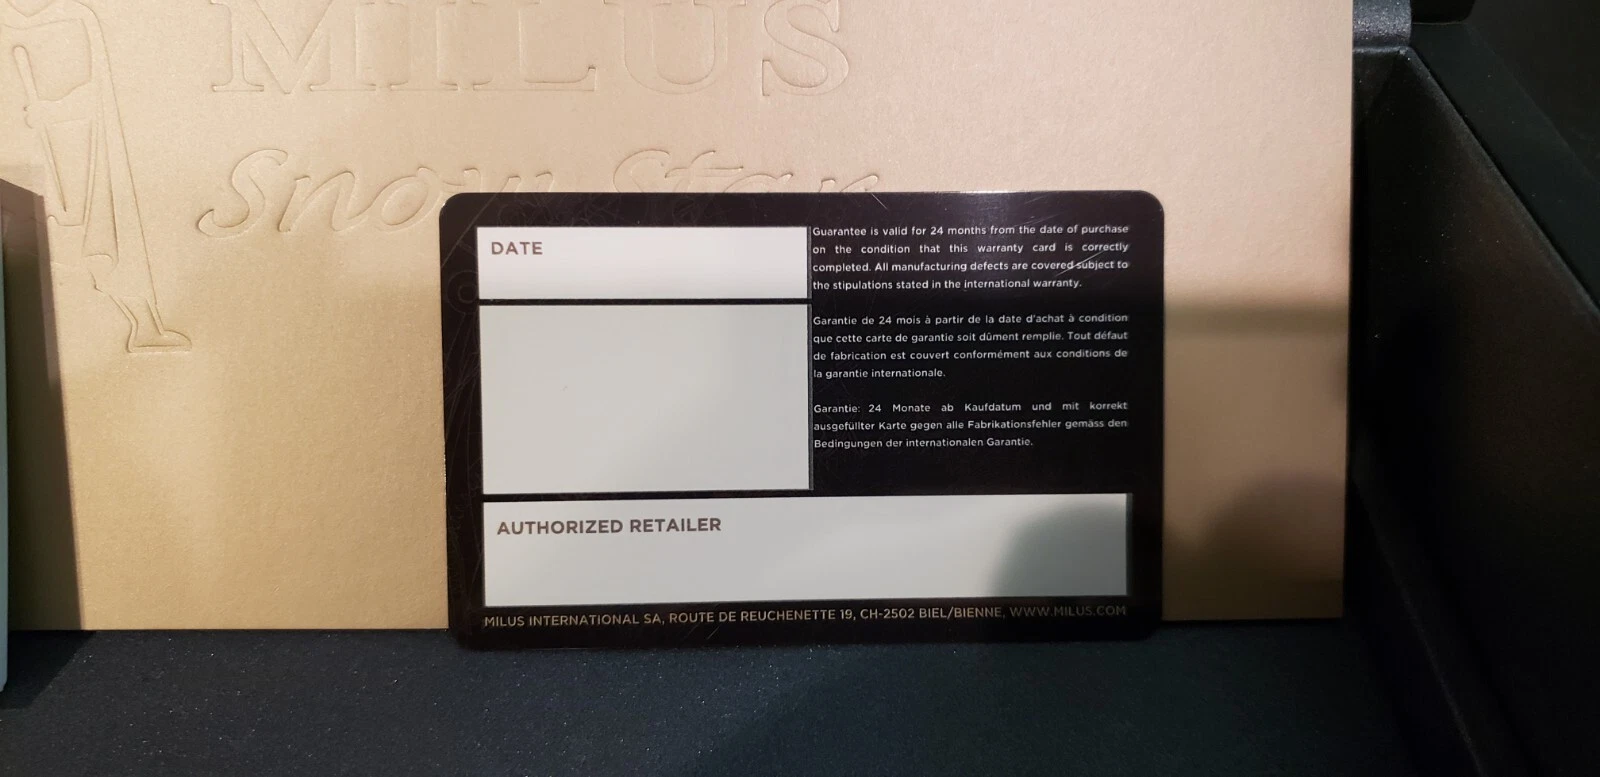 MILUS
Snow Star
DATE
Guarantee is valid for 24 months from the date of purchase
on the condition that this warranty card is correctly
completed. All manufacturing defects are covered subject to
the stipulations stated in the international warranty.
Garantie de 24 mois à partir de la date d'achat à condition
que cette carte de garantie soit dûment remplie. Tout défaut
de fabrication est couvert conformément aux conditions de
la garantie internationale.
Garantie: 24 Monate ab Kaufdatum und mit korrekt
ausgefüllter Karte gegen alle Fabrikationsfehler gemäss den
Bedingungen der internationalen Garantie.
AUTHORIZED RETAILER
MILUS INTERNATIONAL SA, ROUTE DE REUCHENETTE 19, CH-2502 BIEL/BIENNE, WWW.MILUS.COM